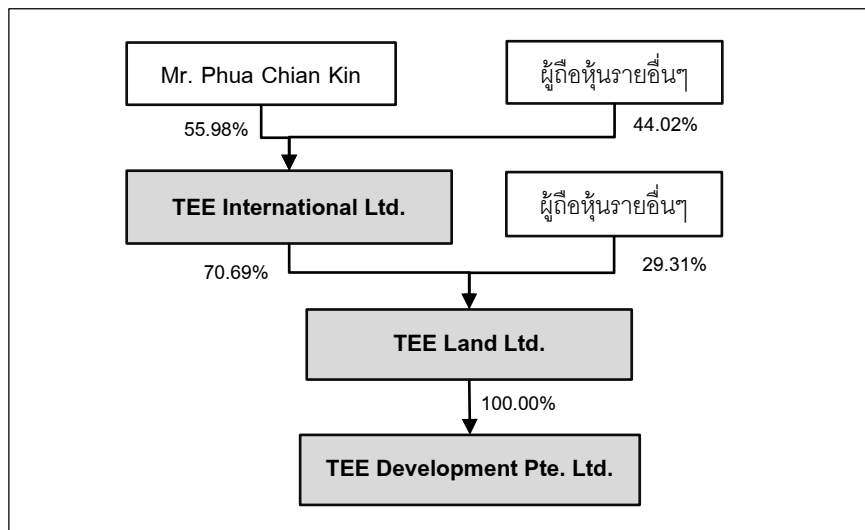 Mr. Phua Chian Kin
ผู้ถือหุ้นรายอื่นๆ
55.98%
44.02%
TEE International Ltd.
ผู้ถือหุ้นรายอื่นๆ
70.69%
29.31%
TEE Land Ltd.
100.00%
TEE Development Pte. Ltd.